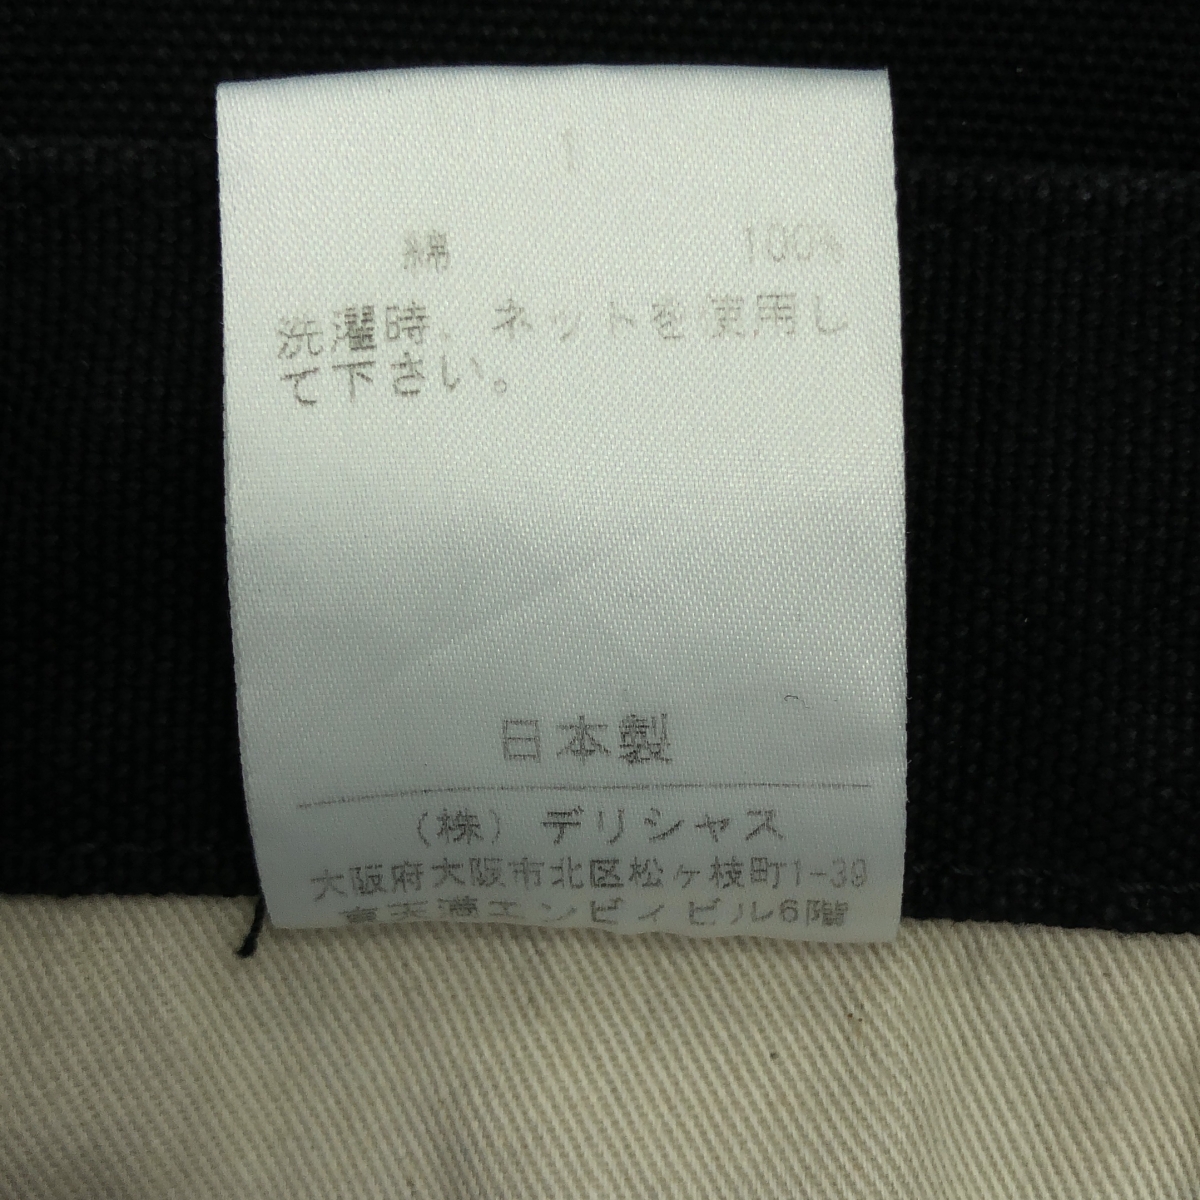 綿 100%
洗濯時、ネットを使用し
て下さい。
日本製
(株) デリシャス
大阪府大阪市北区松ヶ枝町1-39
東天満エンビィビル6階